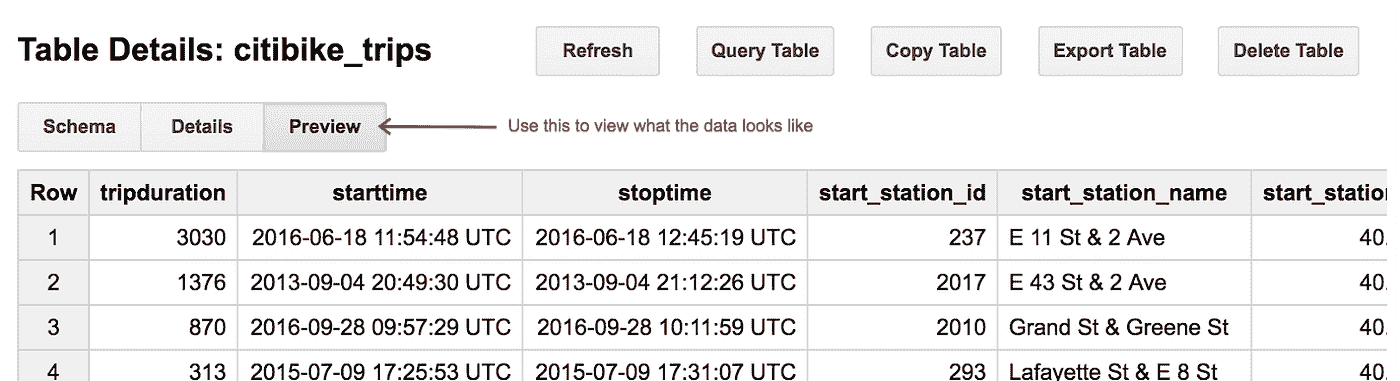 Table Details: citibike_trips Refresh Query Table Copy Table Export Table Delete Table
Schema Details Preview Use this to view what the data looks like
Row tripduration starttime stoptime start_station_id start_station_name start_statio
1 3030 2016-06-18 11:54:48 UTC 2016-06-18 12:45:19 UTC 237 E 11 St & 2 Ave 40.
2 1376 2013-09-04 20:49:30 UTC 2013-09-04 21:12:26 UTC 2017 E 43 St & 2 Ave 40.
3 870 2016-09-28 09:57:29 UTC 2016-09-28 10:11:59 UTC 2010 Grand St & Greene St 40.
4 313 2015-07-09 17:25:53 UTC 2015-07-09 17:31:07 UTC 293 Lafayette St & E 8 St 40.